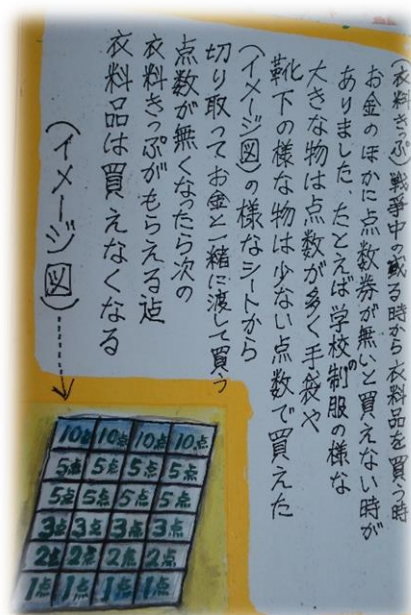 (衣料きっぷ)戦争中の或る時から衣料品を買う時
お金のほかに点数券が無いと買えない時が
ありました たとえば学校の制服の様な
大きな物は点数が多く手袋や
靴下の様な物は少ない点数で買えた
(イメージ図)の様なシートから
切り取ってお金と一緒に渡して買う
点数が無くなったら次の
衣料きっぷがもらえる迠
衣料品は買えなくなる
(イメージ図)
10点 10点 10点 10点
5点 5点 5点 5点
5点 5点 5点 5点
3点 3点 3点 3点
2点 2点 2点 2点
1点 1点 1点 1点